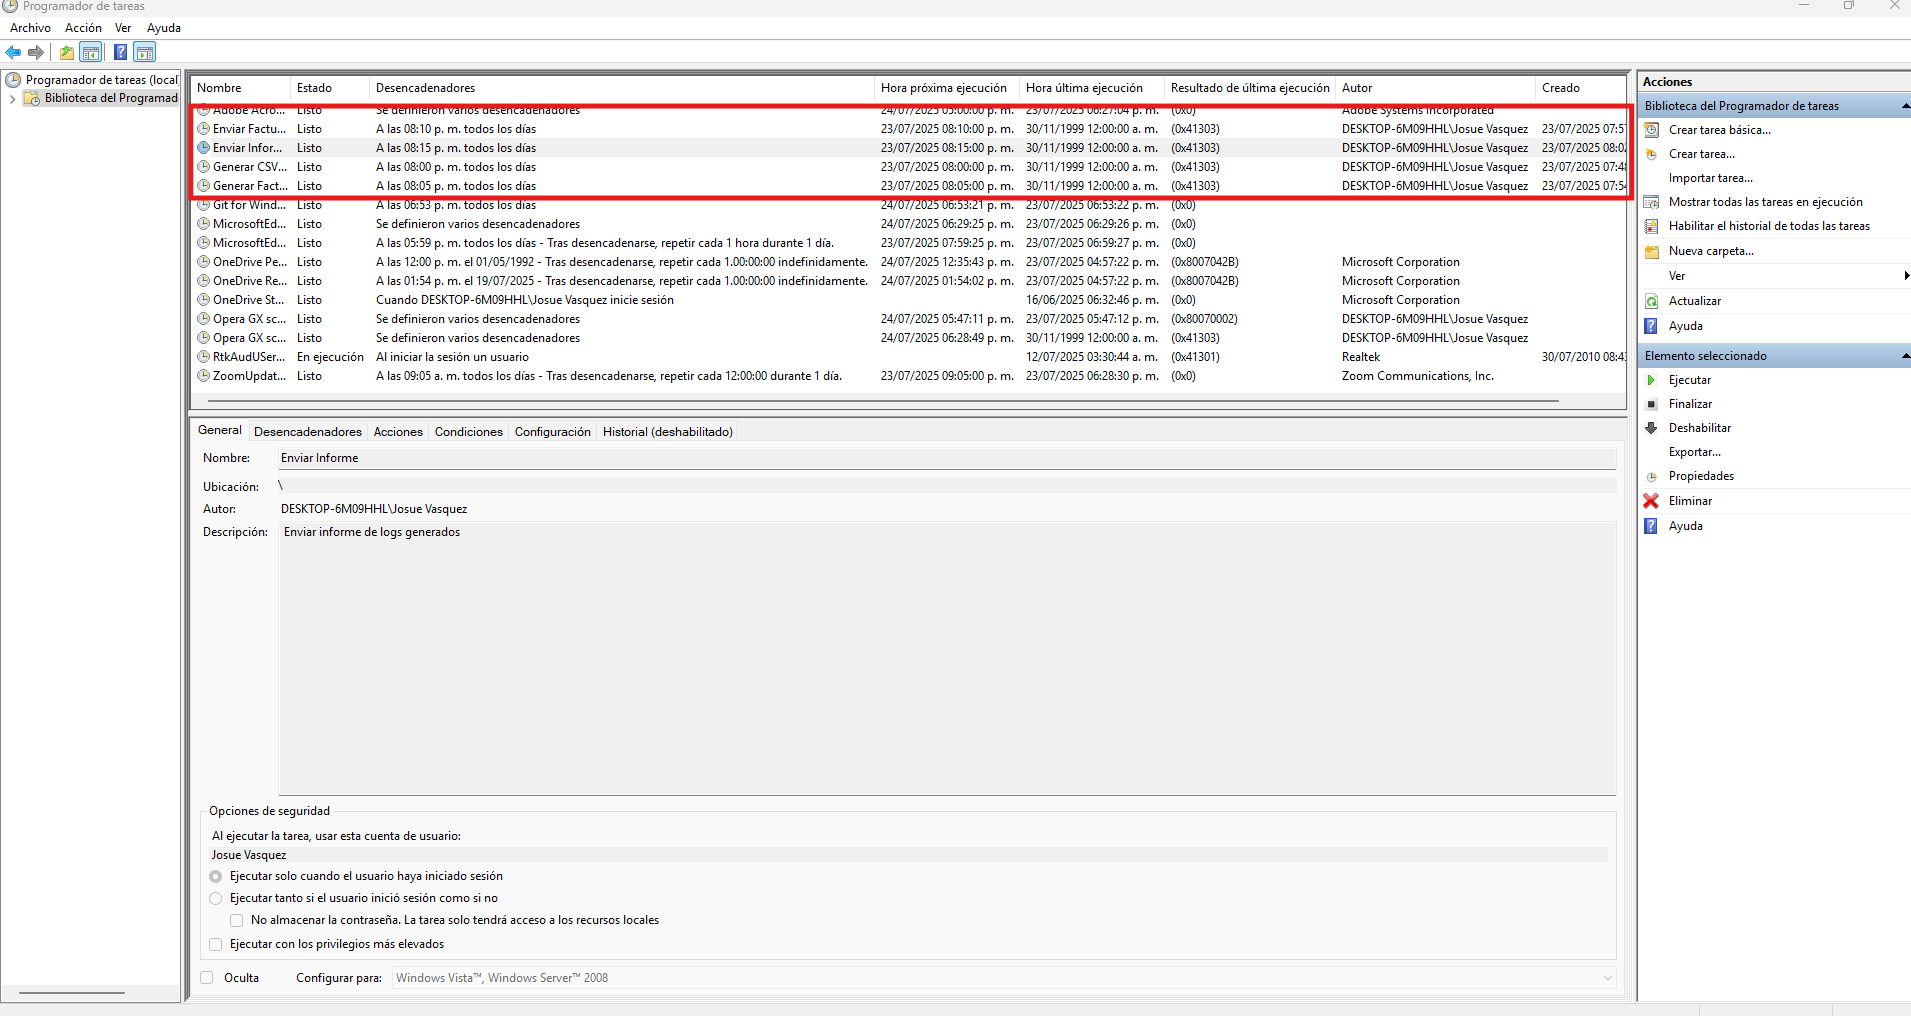 Programador de tareas
Archivo Acción Ver Ayuda
Programador de tareas (local
Biblioteca del Programad
Nombre Estado Desencadenadores Hora próxima ejecución Hora última ejecución Resultado de última ejecución Autor Creado
Adobe Acro... Listo Se definieron varios desencadenadores 24/07/2025 05:00:00 p. m. 23/07/2025 06:27:04 p. m. (0x0) Adobe Systems Incorporated
Enviar Factu... Listo A las 08:10 p. m. todos los días 23/07/2025 08:10:00 p. m. 30/11/1999 12:00:00 a. m. (0x41303) DESKTOP-6M09HHL\Josue Vasquez 23/07/2025 07:57
Enviar Infor... Listo A las 08:15 p. m. todos los días 23/07/2025 08:15:00 p. m. 30/11/1999 12:00:00 a. m. (0x41303) DESKTOP-6M09HHL\Josue Vasquez 23/07/2025 08:02
Generar CSV... Listo A las 08:00 p. m. todos los días 23/07/2025 08:00:00 p. m. 30/11/1999 12:00:00 a. m. (0x41303) DESKTOP-6M09HHL\Josue Vasquez 23/07/2025 07:48
Generar Fact... Listo A las 08:05 p. m. todos los días 23/07/2025 08:05:00 p. m. 30/11/1999 12:00:00 a. m. (0x41303) DESKTOP-6M09HHL\Josue Vasquez 23/07/2025 07:54
Git for Wind... Listo A las 06:53 p. m. todos los días 24/07/2025 06:53:21 p. m. 23/07/2025 06:53:22 p. m. (0x0)
MicrosoftEd... Listo Se definieron varios desencadenadores 24/07/2025 06:29:25 p. m. 23/07/2025 06:29:26 p. m. (0x0)
MicrosoftEd... Listo A las 05:59 p. m. todos los días - Tras desencadenarse, repetir cada 1 hora durante 1 día. 23/07/2025 07:59:25 p. m. 23/07/2025 06:59:27 p. m. (0x0)
OneDrive Pe... Listo A las 12:00 p. m. el 01/05/1992 - Tras desencadenarse, repetir cada 1.00:00:00 indefinidamente. 24/07/2025 12:35:43 p. m. 23/07/2025 04:57:22 p. m. (0x8007042B) Microsoft Corporation
OneDrive Re... Listo A las 01:54 p. m. el 19/07/2025 - Tras desencadenarse, repetir cada 1.00:00:00 indefinidamente. 24/07/2025 01:54:02 p. m. 23/07/2025 04:57:22 p. m. (0x8007042B) Microsoft Corporation
OneDrive St... Listo Cuando DESKTOP-6M09HHL\Josue Vasquez inicie sesión 16/06/2025 06:32:46 p. m. (0x0) Microsoft Corporation
Opera GX sc... Listo Se definieron varios desencadenadores 24/07/2025 05:47:11 p. m. 23/07/2025 05:47:12 p. m. (0x80070002) DESKTOP-6M09HHL\Josue Vasquez
Opera GX sc... Listo Se definieron varios desencadenadores 24/07/2025 06:28:49 p. m. 30/11/1999 12:00:00 a. m. (0x41303) DESKTOP-6M09HHL\Josue Vasquez
RtkAudUSer... En ejecución Al iniciar la sesión un usuario 12/07/2025 03:30:44 a. m. (0x41301) Realtek 30/07/2010 08:43
ZoomUpdat... Listo A las 09:05 a. m. todos los días - Tras desencadenarse, repetir cada 12:00:00 durante 1 día. 23/07/2025 09:05:00 p. m. 23/07/2025 06:28:30 p. m. (0x0) Zoom Communications, Inc.
General Desencadenadores Acciones Condiciones Configuración Historial (deshabilitado)
Nombre: Enviar Informe
Ubicación: \
Autor: DESKTOP-6M09HHL\Josue Vasquez
Descripción: Enviar informe de logs generados
Opciones de seguridad
Al ejecutar la tarea, usar esta cuenta de usuario:
Josue Vasquez
Ejecutar solo cuando el usuario haya iniciado sesión
Ejecutar tanto si el usuario inició sesión como si no
No almacenar la contraseña. La tarea solo tendrá acceso a los recursos locales
Ejecutar con los privilegios más elevados
Oculta Configurar para: Windows Vista™, Windows Server™ 2008
Acciones
Biblioteca del Programador de tareas
Crear tarea básica...
Crear tarea...
Importar tarea...
Mostrar todas las tareas en ejecución
Habilitar el historial de todas las tareas
Nueva carpeta...
Ver
Actualizar
Ayuda
Elemento seleccionado
Ejecutar
Finalizar
Deshabilitar
Exportar...
Propiedades
Eliminar
Ayuda